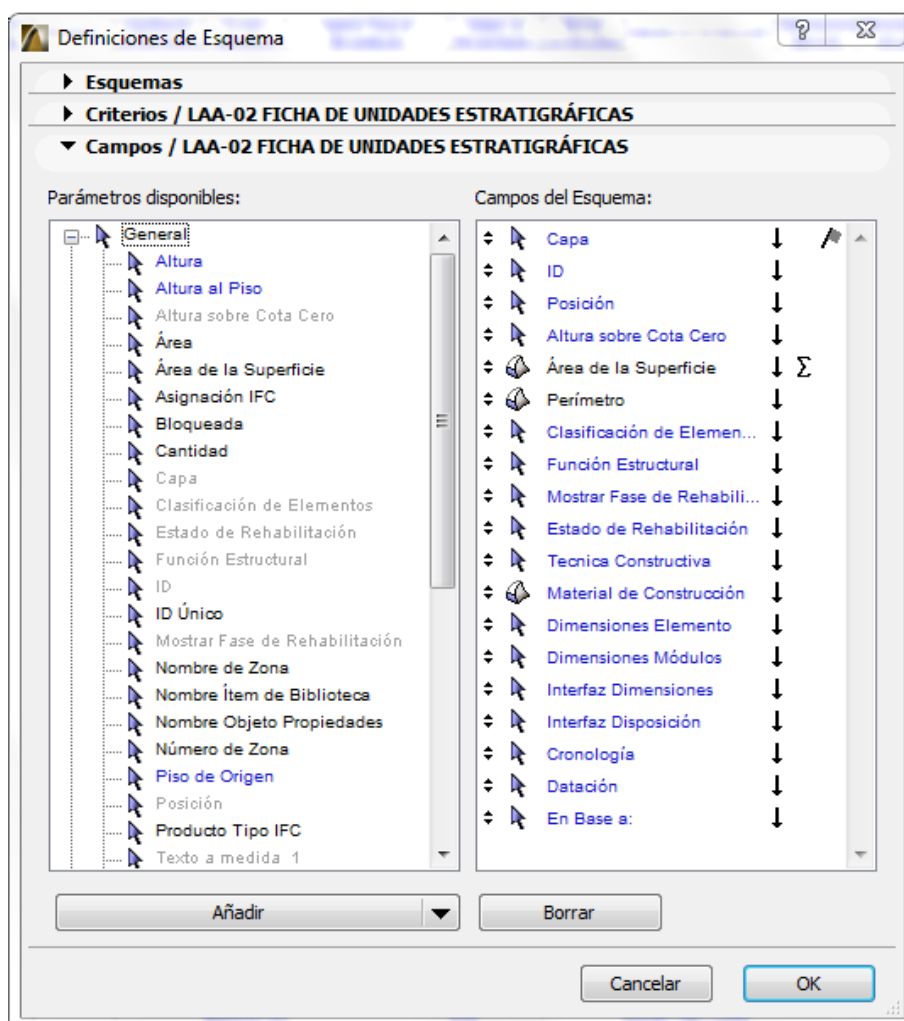 Definiciones de Esquema
Esquemas
Criterios / LAA-02 FICHA DE UNIDADES ESTRATIGRÁFICAS
Campos / LAA-02 FICHA DE UNIDADES ESTRATIGRÁFICAS
Parámetros disponibles:
General
Altura
Altura al Piso
Altura sobre Cota Cero
Área
Área de la Superficie
Asignación IFC
Bloqueada
Cantidad
Capa
Clasificación de Elementos
Estado de Rehabilitación
Función Estructural
ID
ID Único
Mostrar Fase de Rehabilitación
Nombre de Zona
Nombre Ítem de Biblioteca
Nombre Objeto Propiedades
Número de Zona
Piso de Origen
Posición
Producto Tipo IFC
Texto a medida 1
Añadir
Campos del Esquema:
Capa
ID
Posición
Altura sobre Cota Cero
Área de la Superficie Σ
Perímetro
Clasificación de Elemen...
Función Estructural
Mostrar Fase de Rehabili...
Estado de Rehabilitación
Tecnica Constructiva
Material de Construcción
Dimensiones Elemento
Dimensiones Módulos
Interfaz Dimensiones
Interfaz Disposición
Cronología
Datación
En Base a:
Borrar
Cancelar
OK